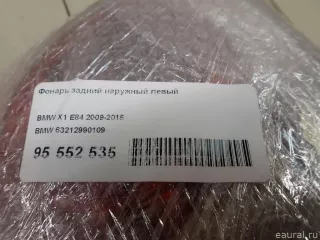 Фонарь задний наружный левый
BMW X1 E84 2009-2015
BMW 63212990109
95 552 535
eaural.ru